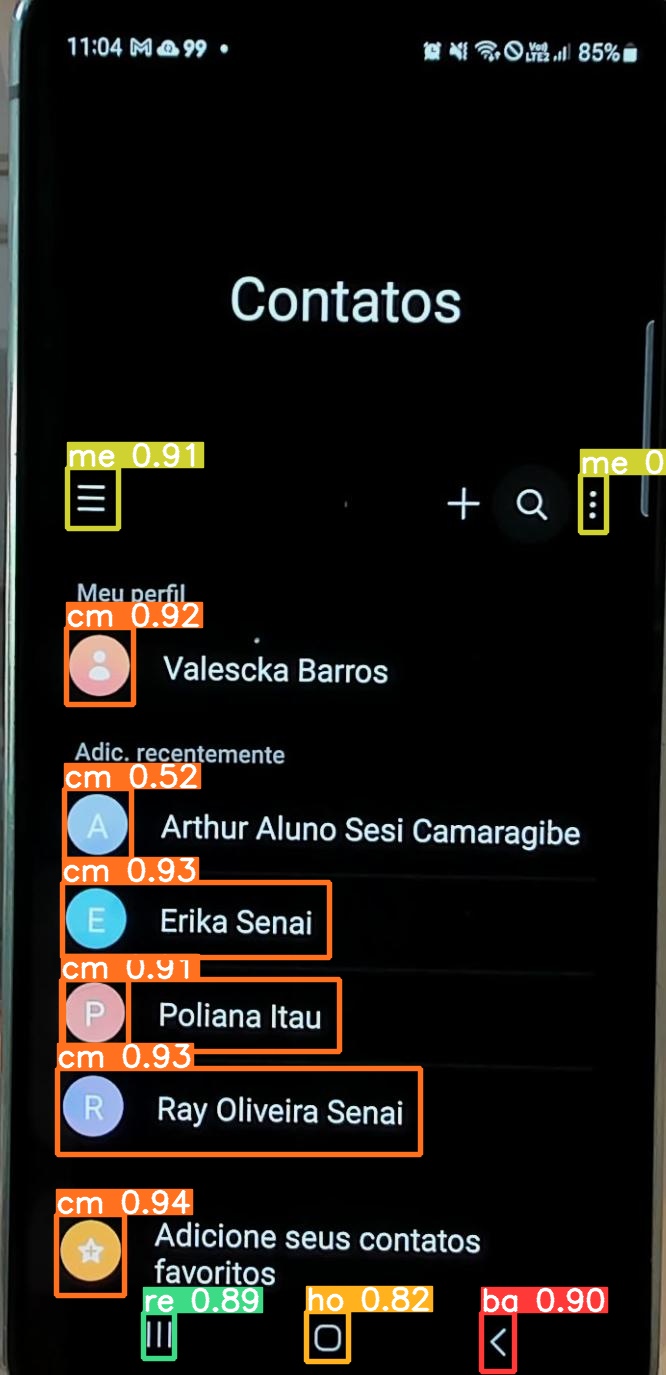 11:04 99
Vo) LTE2 85%
Contatos
me 0.91
me 0
Meu perfil
cm 0.92
Valescka Barros
Adic. recentemente
cm 0.52
A Arthur Aluno Sesi Camaragibe
cm 0.93
E Erika Senai
cm 0.91
P Poliana Itau
cm 0.93
R Ray Oliveira Senai
cm 0.94
Adicione seus contatos
favoritos
re 0.89 ho 0.82 ba 0.90